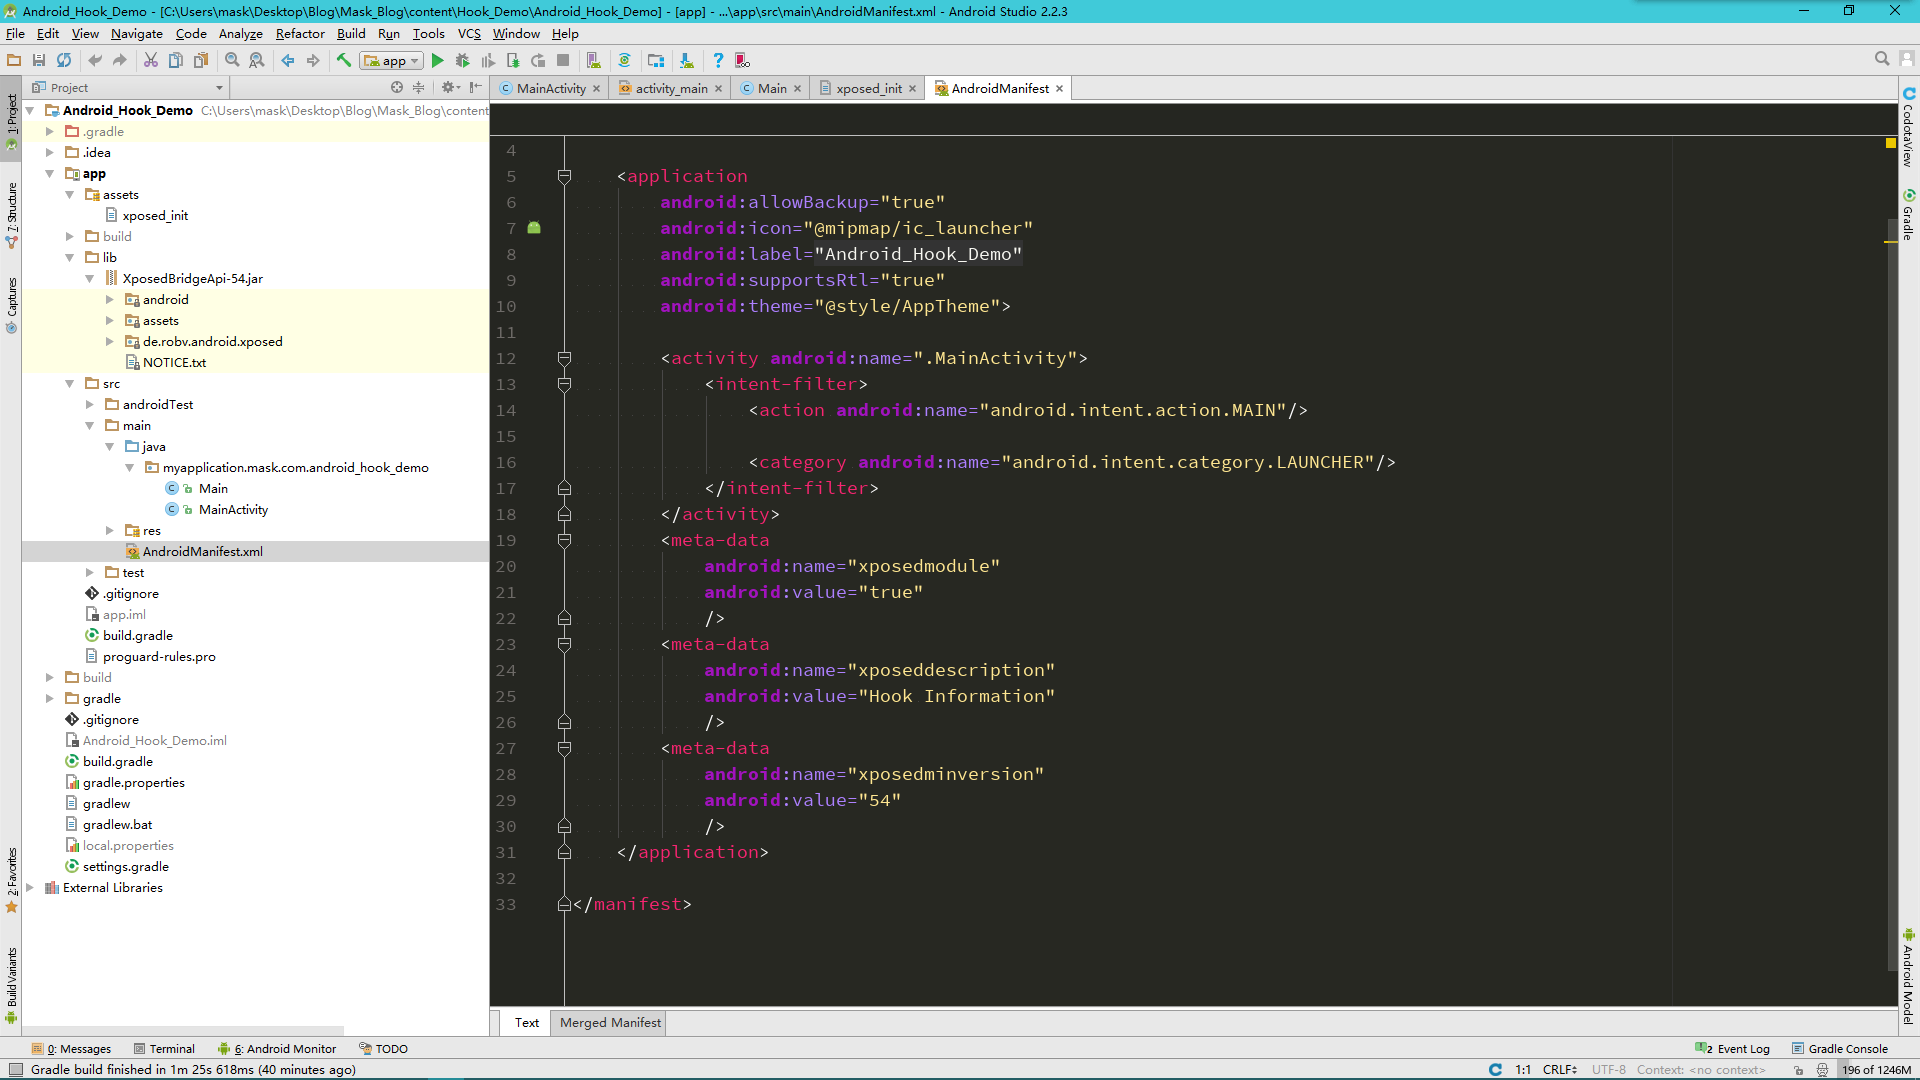 Android_Hook_Demo - [C:\Users\mask\Desktop\Blog\Mask_Blog\content\Hook_Demo\Android_Hook_Demo] - [app] - ...\app\src\main\AndroidManifest.xml - Android Studio 2.2.3
File Edit View Navigate Code Analyze Refactor Build Run Tools VCS Window Help
app
Project
MainActivity
activity_main
Main
xposed_init
AndroidManifest
1: Project
7: Structure
Captures
2: Favorites
Build Variants
Android_Hook_Demo C:\Users\mask\Desktop\Blog\Mask_Blog\content
.gradle
.idea
app
assets
xposed_init
build
lib
XposedBridgeApi-54.jar
android
assets
de.robv.android.xposed
NOTICE.txt
src
androidTest
main
java
myapplication.mask.com.android_hook_demo
Main
MainActivity
res
AndroidManifest.xml
test
.gitignore
app.iml
build.gradle
proguard-rules.pro
build
gradle
.gitignore
Android_Hook_Demo.iml
build.gradle
gradle.properties
gradlew
gradlew.bat
local.properties
settings.gradle
External Libraries
4
5 <application
6 android:allowBackup="true"
7 android:icon="@mipmap/ic_launcher"
8 android:label="Android_Hook_Demo"
9 android:supportsRtl="true"
10 android:theme="@style/AppTheme">
11
12 <activity android:name=".MainActivity">
13 <intent-filter>
14 <action android:name="android.intent.action.MAIN"/>
15
16 <category android:name="android.intent.category.LAUNCHER"/>
17 </intent-filter>
18 </activity>
19 <meta-data
20 android:name="xposedmodule"
21 android:value="true"
22 />
23 <meta-data
24 android:name="xposeddescription"
25 android:value="Hook Information"
26 />
27 <meta-data
28 android:name="xposedminversion"
29 android:value="54"
30 />
31 </application>
32
33 </manifest>
CodotaView
Gradle
Android Model
Text
Merged Manifest
0: Messages
Terminal
6: Android Monitor
TODO
2 Event Log
Gradle Console
Gradle build finished in 1m 25s 618ms (40 minutes ago)
1:1 CRLF UTF-8 Context: <no context> 196 of 1246M